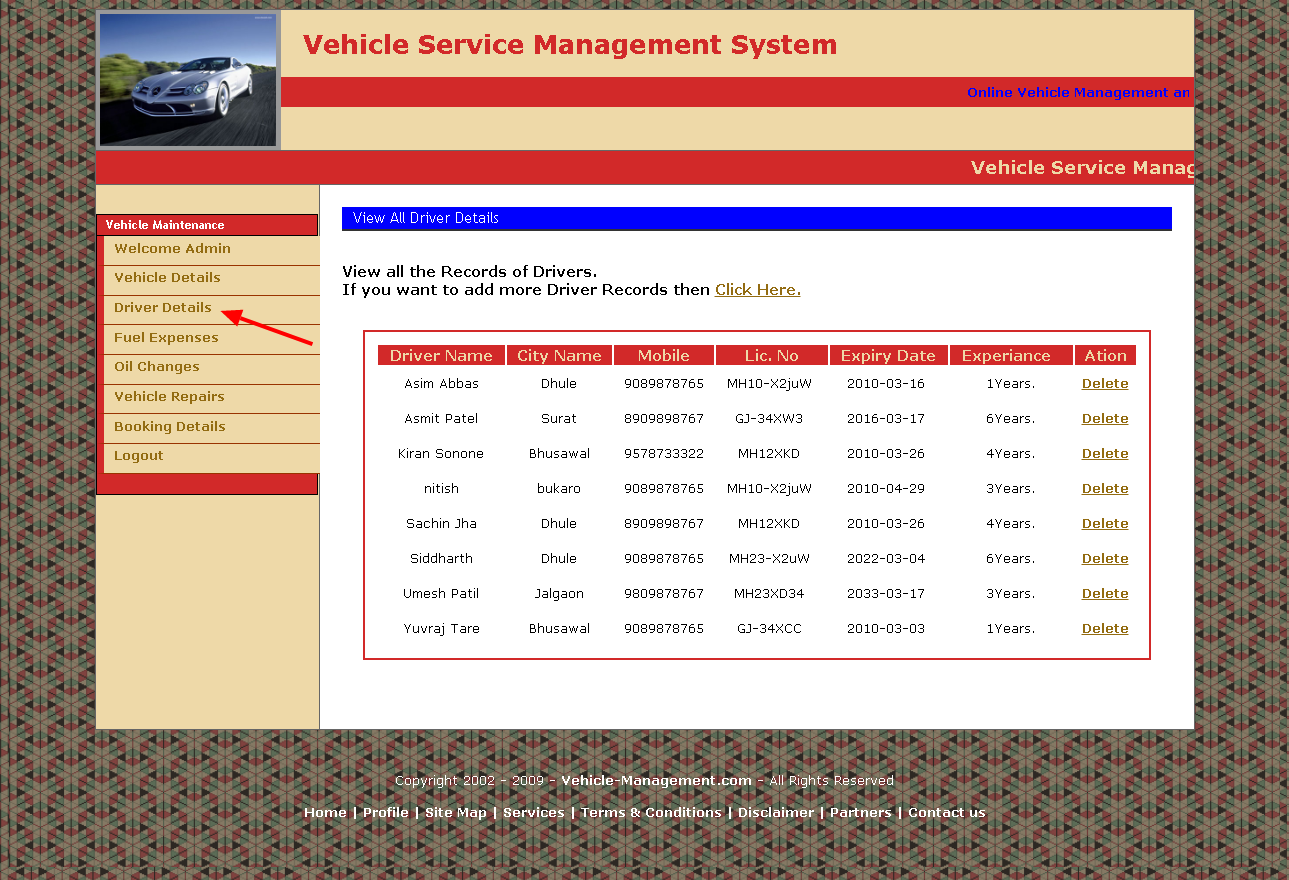 Vehicle Service Management System
Online Vehicle Management an
Vehicle Service Manag
Vehicle Maintenance
Welcome Admin
Vehicle Details
Driver Details
Fuel Expenses
Oil Changes
Vehicle Repairs
Booking Details
Logout
View All Driver Details
View all the Records of Drivers.
If you want to add more Driver Records then Click Here.
Driver Name City Name Mobile Lic. No Expiry Date Experiance Ation
Asim Abbas Dhule 9089878765 MH10-X2juW 2010-03-16 1Years. Delete
Asmit Patel Surat 8909898767 GJ-34XW3 2016-03-17 6Years. Delete
Kiran Sonone Bhusawal 9578733322 MH12XKD 2010-03-26 4Years. Delete
nitish bukaro 9089878765 MH10-X2juW 2010-04-29 3Years. Delete
Sachin Jha Dhule 8909898767 MH12XKD 2010-03-26 4Years. Delete
Siddharth Dhule 9089878765 MH23-X2uW 2022-03-04 6Years. Delete
Umesh Patil Jalgaon 9809878767 MH23XD34 2033-03-17 3Years. Delete
Yuvraj Tare Bhusawal 9089878765 GJ-34XCC 2010-03-03 1Years. Delete
Copyright 2002 - 2009 - Vehicle-Management.com - All Rights Reserved
Home | Profile | Site Map | Services | Terms & Conditions | Disclaimer | Partners | Contact us